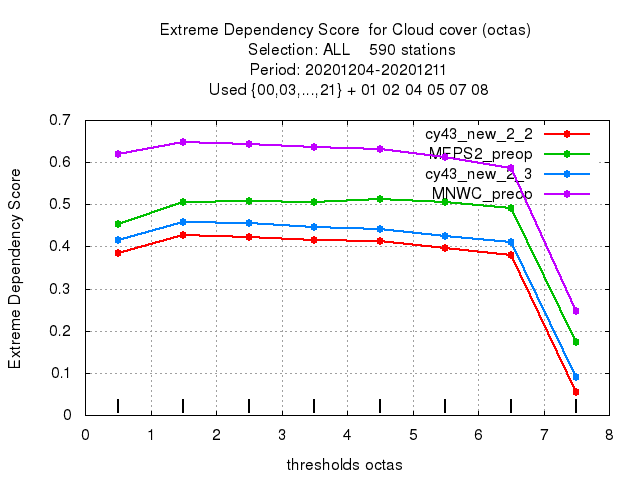 Extreme Dependency Score  for Cloud cover (octas)
Selection: ALL    590 stations
Period: 20201204-20201211
Used {00,03,...,21} + 01 02 04 05 07 08
Extreme Dependency Score
0.7
0.6
0.5
0.4
0.3
0.2
0.1
0
cy43_new_2_2
MEPS2_preop
cy43_new_2_3
MNWC_preop
0 1 2 3 4 5 6 7 8
thresholds octas